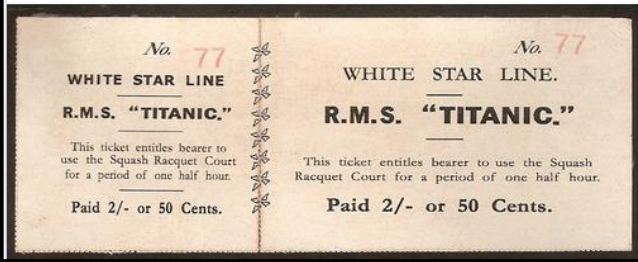 No. 77
WHITE STAR LINE
R.M.S. "TITANIC."
This ticket entitles bearer to
use the Squash Racquet Court
for a period of one half hour.
Paid 2/- or 50 Cents.
No. 77
WHITE STAR LINE.
R.M.S. "TITANIC."
This ticket entitles bearer to use the Squash
Racquet Court for a period of one half hour.
Paid 2/- or 50 Cents.